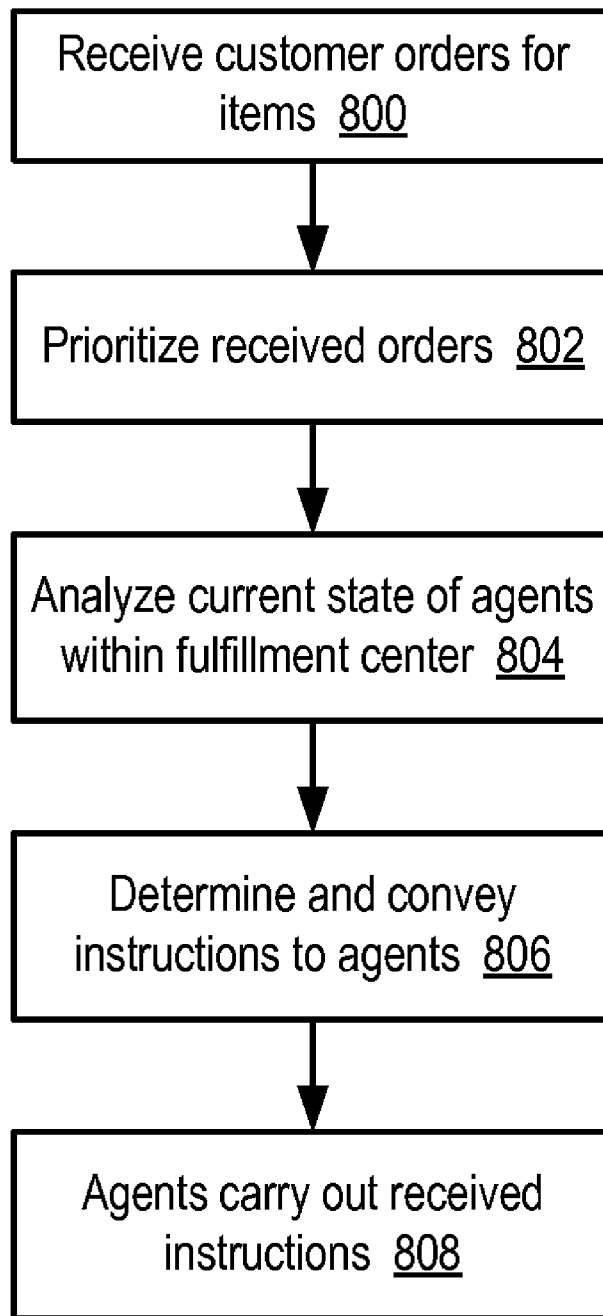 Receive customer orders for
items 800
Prioritize received orders 802
Analyze current state of agents
within fulfillment center 804
Determine and convey
instructions to agents 806
Agents carry out received
instructions 808